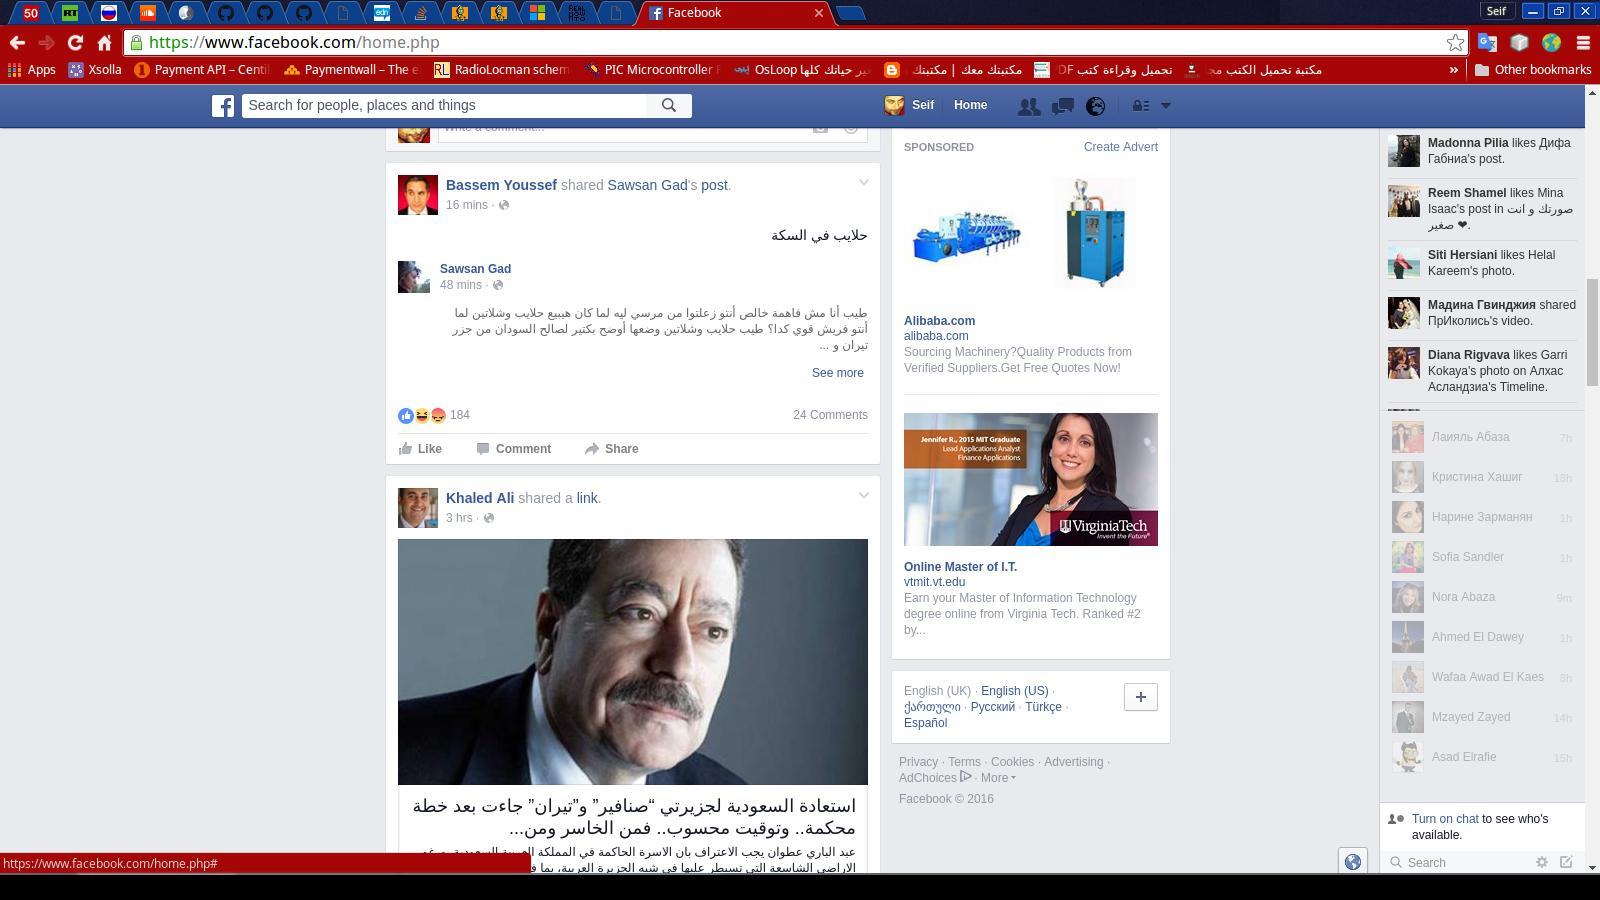 50
RT
edn
Facebook
Seif
https://www.facebook.com/home.php
Apps
Xsolla
Payment API – Centil
Paymentwall – The e
RadioLocman schem
PIC Microcontroller
OsLoop غير حياتك كلها
مكتبتك معك | مكتبتك
تحميل وقراءة كتب
مكتبة تحميل الكتب
»
Other bookmarks
Search for people, places and things
Seif
Home
Write a comment...
Bassem Youssef shared Sawsan Gad's post.
16 mins ·
حلايب في السكة
Sawsan Gad
48 mins ·
طيب أنا مش فاهمة خالص أنتو زعلتوا من مرسي ليه لما كان هيبيع حلايب وشلاتين لما
أنتو فريش قوي كدا؟ طيب حلايب وشلاتين وضعها أوضح بكتير لصالح السودان من جزر
تيران و ...
See more
184
24 Comments
Like
Comment
Share
Khaled Ali shared a link.
3 hrs ·
استعادة السعودية لجزيرتي “صنافير” و”تيران” جاءت بعد خطة
محكمة.. وتوقيت محسوب.. فمن الخاسر ومن...
عبد الباري عطوان يجب الاعتراف بان الاسرة الحاكمة في المملكة العربية السعودية
الاراضي الشاسعة التي تسيطر عليها في شبه الجزيرة العربية، بما
https://www.facebook.com/home.php#
SPONSORED
Create Advert
Alibaba.com
alibaba.com
Sourcing Machinery?Quality Products from
Verified Suppliers.Get Free Quotes Now!
Jennifer R., 2015 MIT Graduate
Lead Applications Analyst
Finance Applications
VirginiaTech
Invent the Future®
Online Master of I.T.
vtmit.vt.edu
Earn your Master of Information Technology
degree online from Virginia Tech. Ranked #2
by...
English (UK) · English (US) ·
ქართული · Русский · Türkçe ·
Español
+
Privacy · Terms · Cookies · Advertising ·
AdChoices · More
Facebook © 2016
Madonna Pilia likes Дифа
Габниа's post.
Reem Shamel likes Mina
Isaac's post in صورتك و انت
صغير ❤.
Siti Hersiani likes Helal
Kareem's photo.
Мадина Гвинджия shared
ПрИколись's video.
Diana Rigvava likes Garri
Kokaya's photo on Алхас
Асландзиа's Timeline.
Лаияль Абаза 7h
Кристина Хашиг 18h
Нарине Зарманян 1h
Sofia Sandler 1h
Nora Abaza 9m
Ahmed El Dawey 1h
Wafaa Awad El Kaes 8h
Mzayed Zayed 14h
Asad Elrafie 15h
Turn on chat to see who's
available.
Search